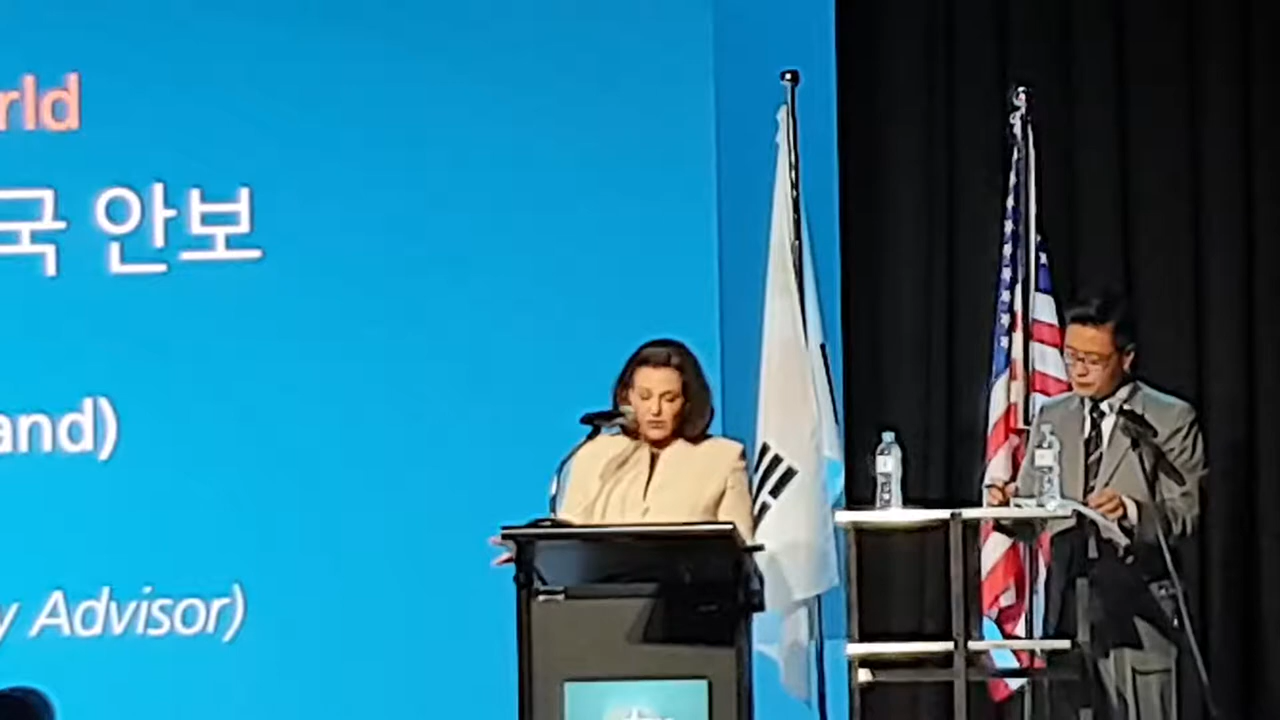 rld
국 안보
and)
y Advisor)